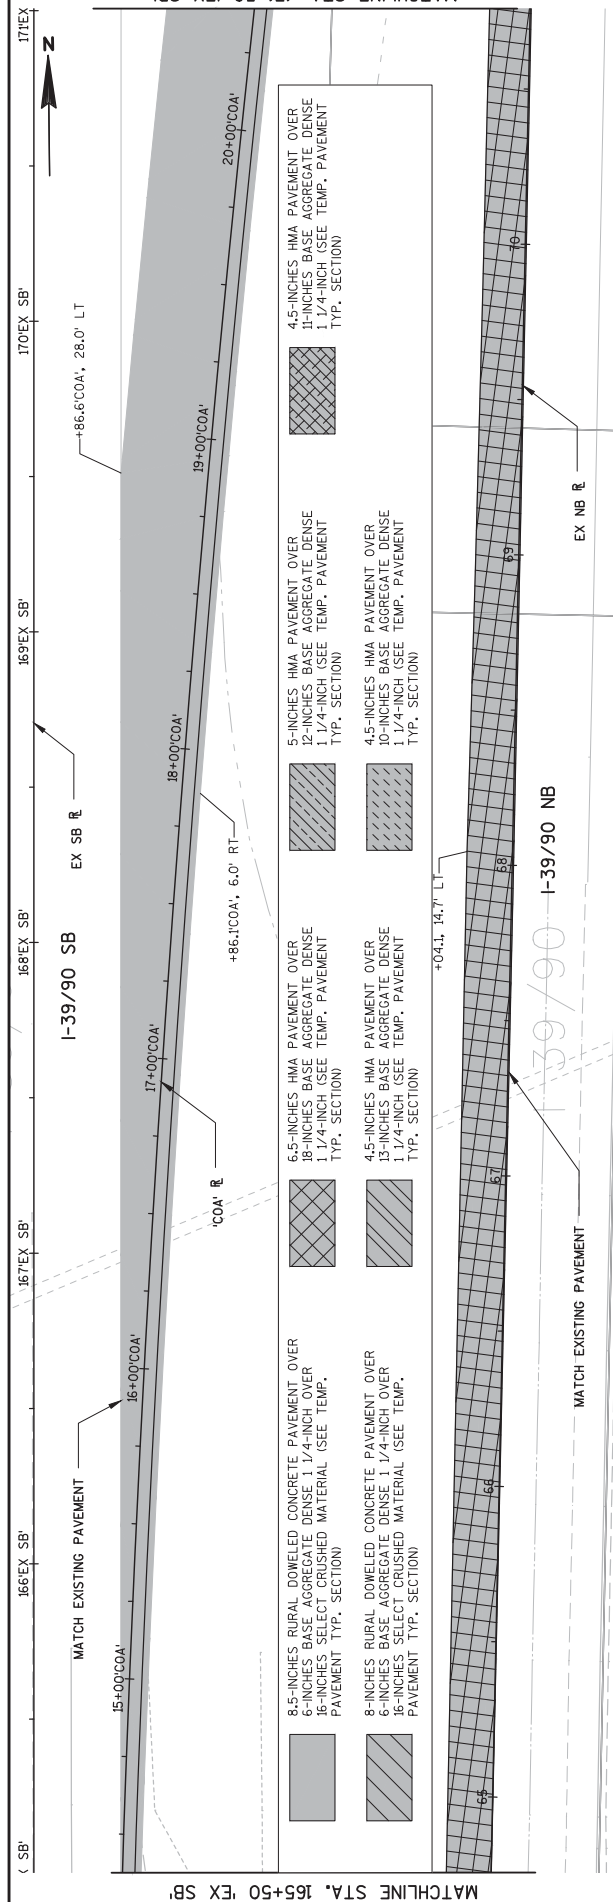 MATCHLINE STA. 165+50 'EX SB'
SB'
166'EX SB'
167'EX SB'
168'EX SB'
169'EX SB'
170'EX SB'
171'EX
N
EX SB RL
I-39/90 SB
MATCH EXISTING PAVEMENT
+86.6'COA', 28.0' LT
15+00'COA'
16+00'COA'
17+00'COA'
18+00'COA'
19+00'COA'
20+00'COA'
'COA' RL
+86.1'COA', 6.0' RT
8.5-INCHES RURAL DOWELED CONCRETE PAVEMENT OVER
6-INCHES BASE AGGREGATE DENSE 1 1/4-INCH OVER
16-INCHES SELECT CRUSHED MATERIAL (SEE TEMP.
PAVEMENT TYP. SECTION)
8-INCHES RURAL DOWELED CONCRETE PAVEMENT OVER
6-INCHES BASE AGGREGATE DENSE 1 1/4-INCH OVER
16-INCHES SELECT CRUSHED MATERIAL (SEE TEMP.
PAVEMENT TYP. SECTION)
6.5-INCHES HMA PAVEMENT OVER
18-INCHES BASE AGGREGATE DENSE
1 1/4-INCH (SEE TEMP. PAVEMENT
TYP. SECTION)
4.5-INCHES HMA PAVEMENT OVER
13-INCHES BASE AGGREGATE DENSE
1 1/4-INCH (SEE TEMP. PAVEMENT
TYP. SECTION)
5-INCHES HMA PAVEMENT OVER
12-INCHES BASE AGGREGATE DENSE
1 1/4-INCH (SEE TEMP. PAVEMENT
TYP. SECTION)
4.5-INCHES HMA PAVEMENT OVER
10-INCHES BASE AGGREGATE DENSE
1 1/4-INCH (SEE TEMP. PAVEMENT
TYP. SECTION)
4.5-INCHES HMA PAVEMENT OVER
11-INCHES BASE AGGREGATE DENSE
1 1/4-INCH (SEE TEMP. PAVEMENT
TYP. SECTION)
+04.1, 14.7' LT
65
66
67
68
69
70
I-39/90 NB
39/90
EX NB RL
MATCH EXISTING PAVEMENT